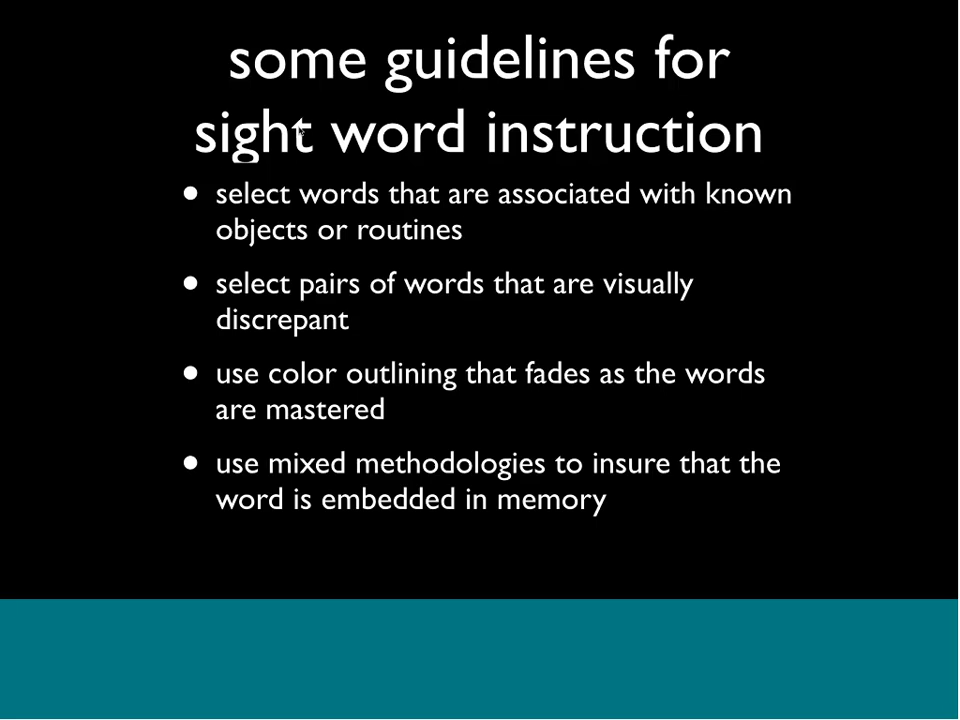 some guidelines for
sight word instruction
• select words that are associated with known
objects or routines
• select pairs of words that are visually
discrepant
• use color outlining that fades as the words
are mastered
• use mixed methodologies to insure that the
word is embedded in memory